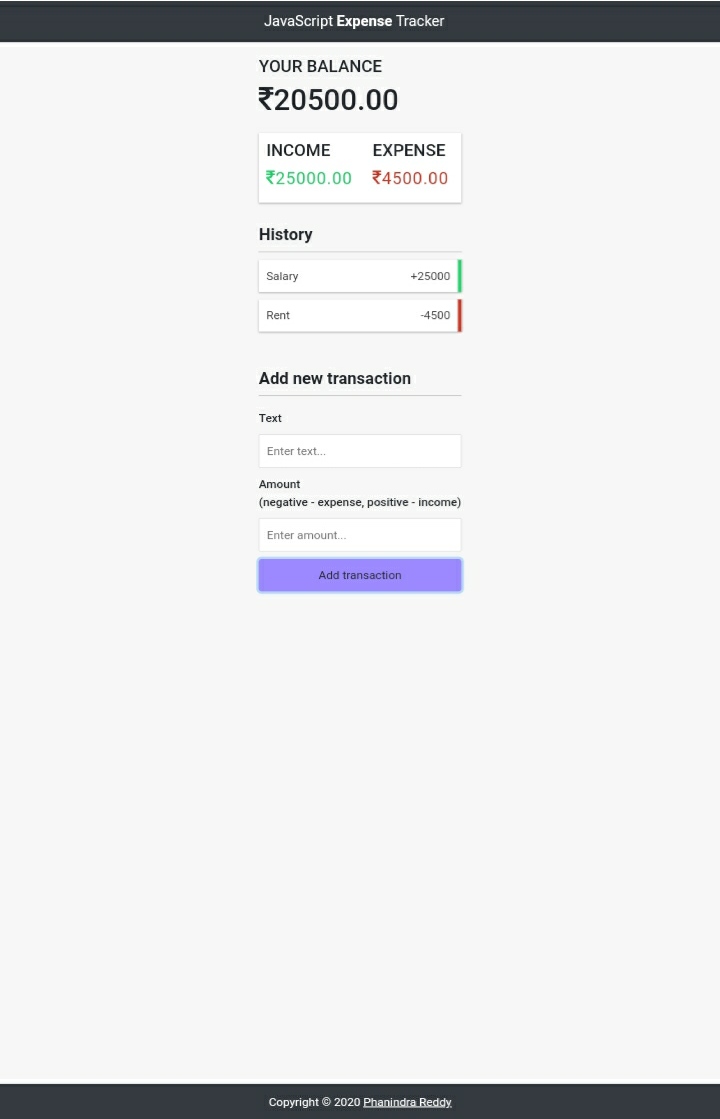 JavaScript Expense Tracker
YOUR BALANCE
₹20500.00
INCOME EXPENSE
₹25000.00 ₹4500.00
History
Salary +25000
Rent -4500
Add new transaction
Text
Enter text...
Amount
(negative - expense, positive - income)
Enter amount...
Add transaction
Copyright © 2020 Phanindra Reddy